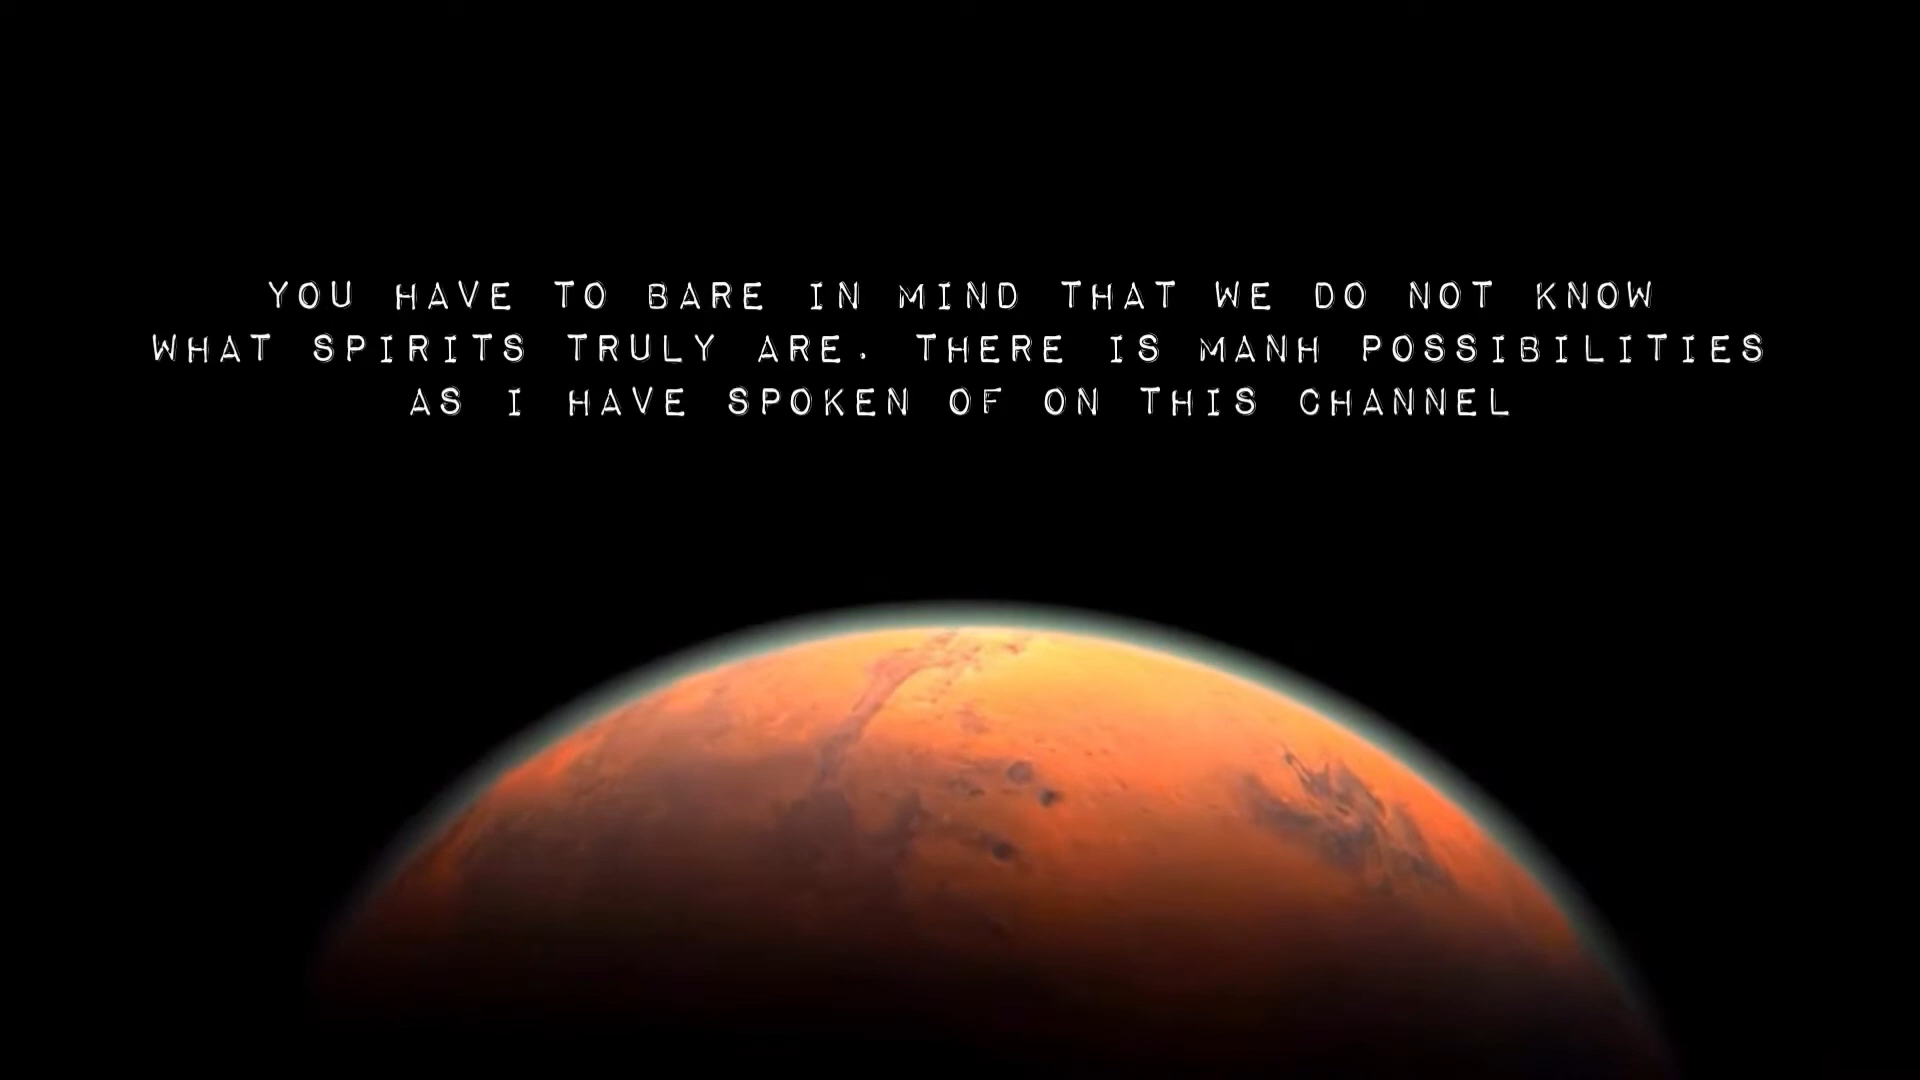 YOU HAVE TO BARE IN MIND THAT WE DO NOT KNOW
WHAT SPIRITS TRULY ARE. THERE IS MANH POSSIBILITIES
AS I HAVE SPOKEN OF ON THIS CHANNEL